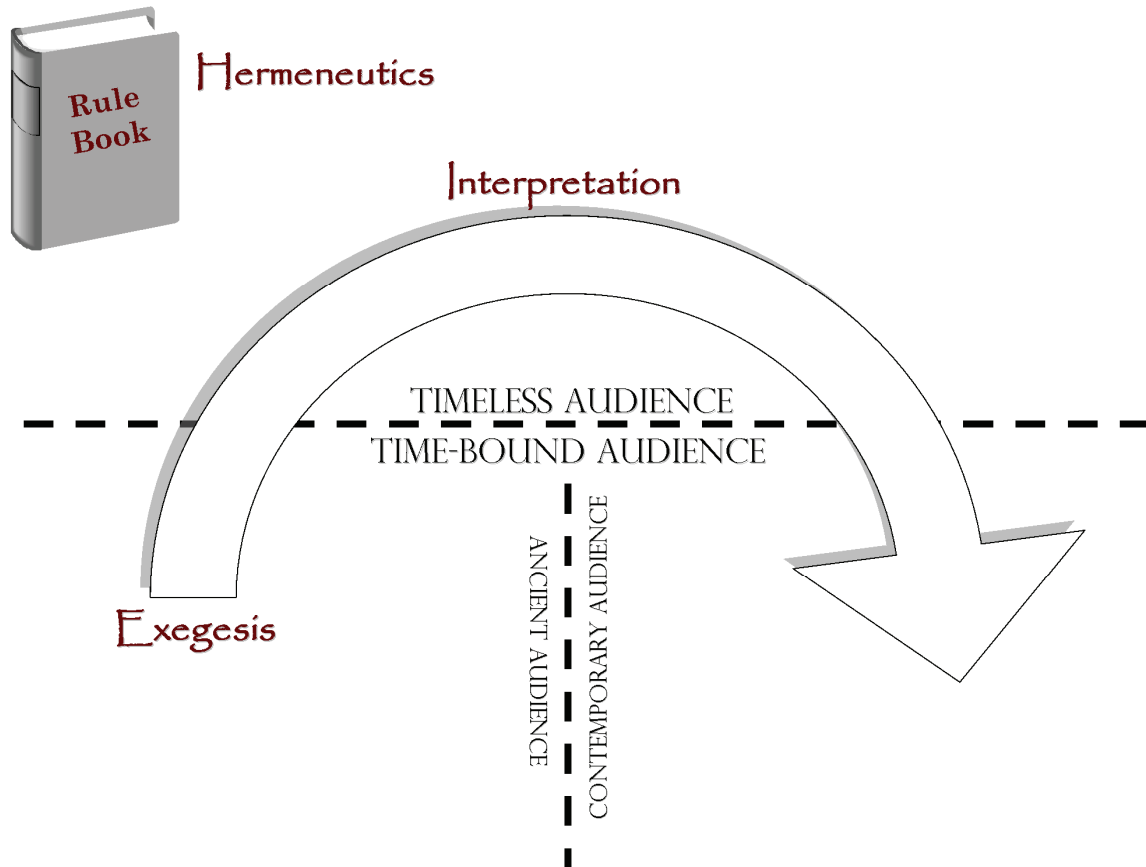 Hermeneutics
Rule
Book
Interpretation
TIMELESS AUDIENCE
TIME-BOUND AUDIENCE
ANCIENT AUDIENCE
CONTEMPORARY AUDIENCE
Exegesis